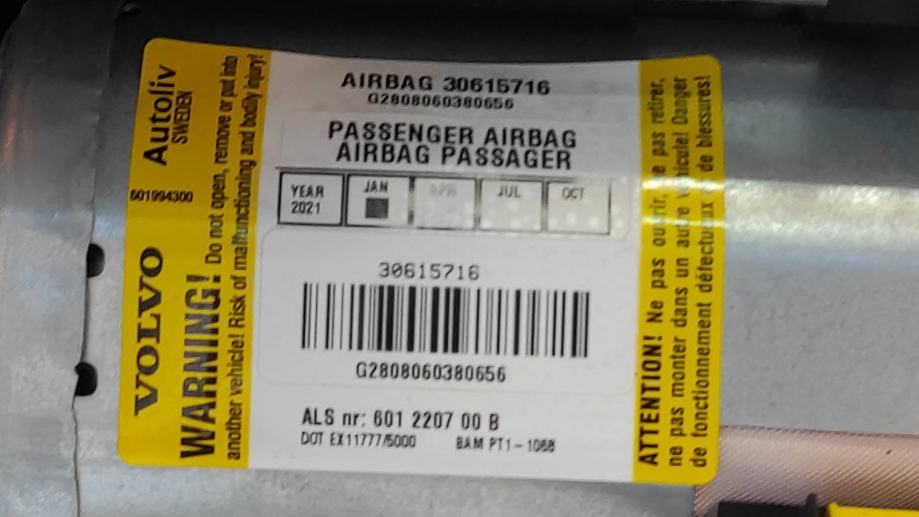 VOLVO
Autoliv
SWEDEN
601994300
WARNING! Do not open, remove or put into
another vehicle! Risk of malfunctioning and bodily injury!
AIRBAG 30615716
G2808060380656
PASSENGER AIRBAG
AIRBAG PASSAGER
YEAR 2021 JAN APR JUL OCT
30615716
G2808060380656
ALS nr: 601 2207 00 B
DOT EX11777/5000 BAM PT1-1068
ATTENTION! Ne pas ouvrir, ne pas retirer,
ne pas monter dans un autre véhicule! Danger
de fonctionnement défectueux de blessures!